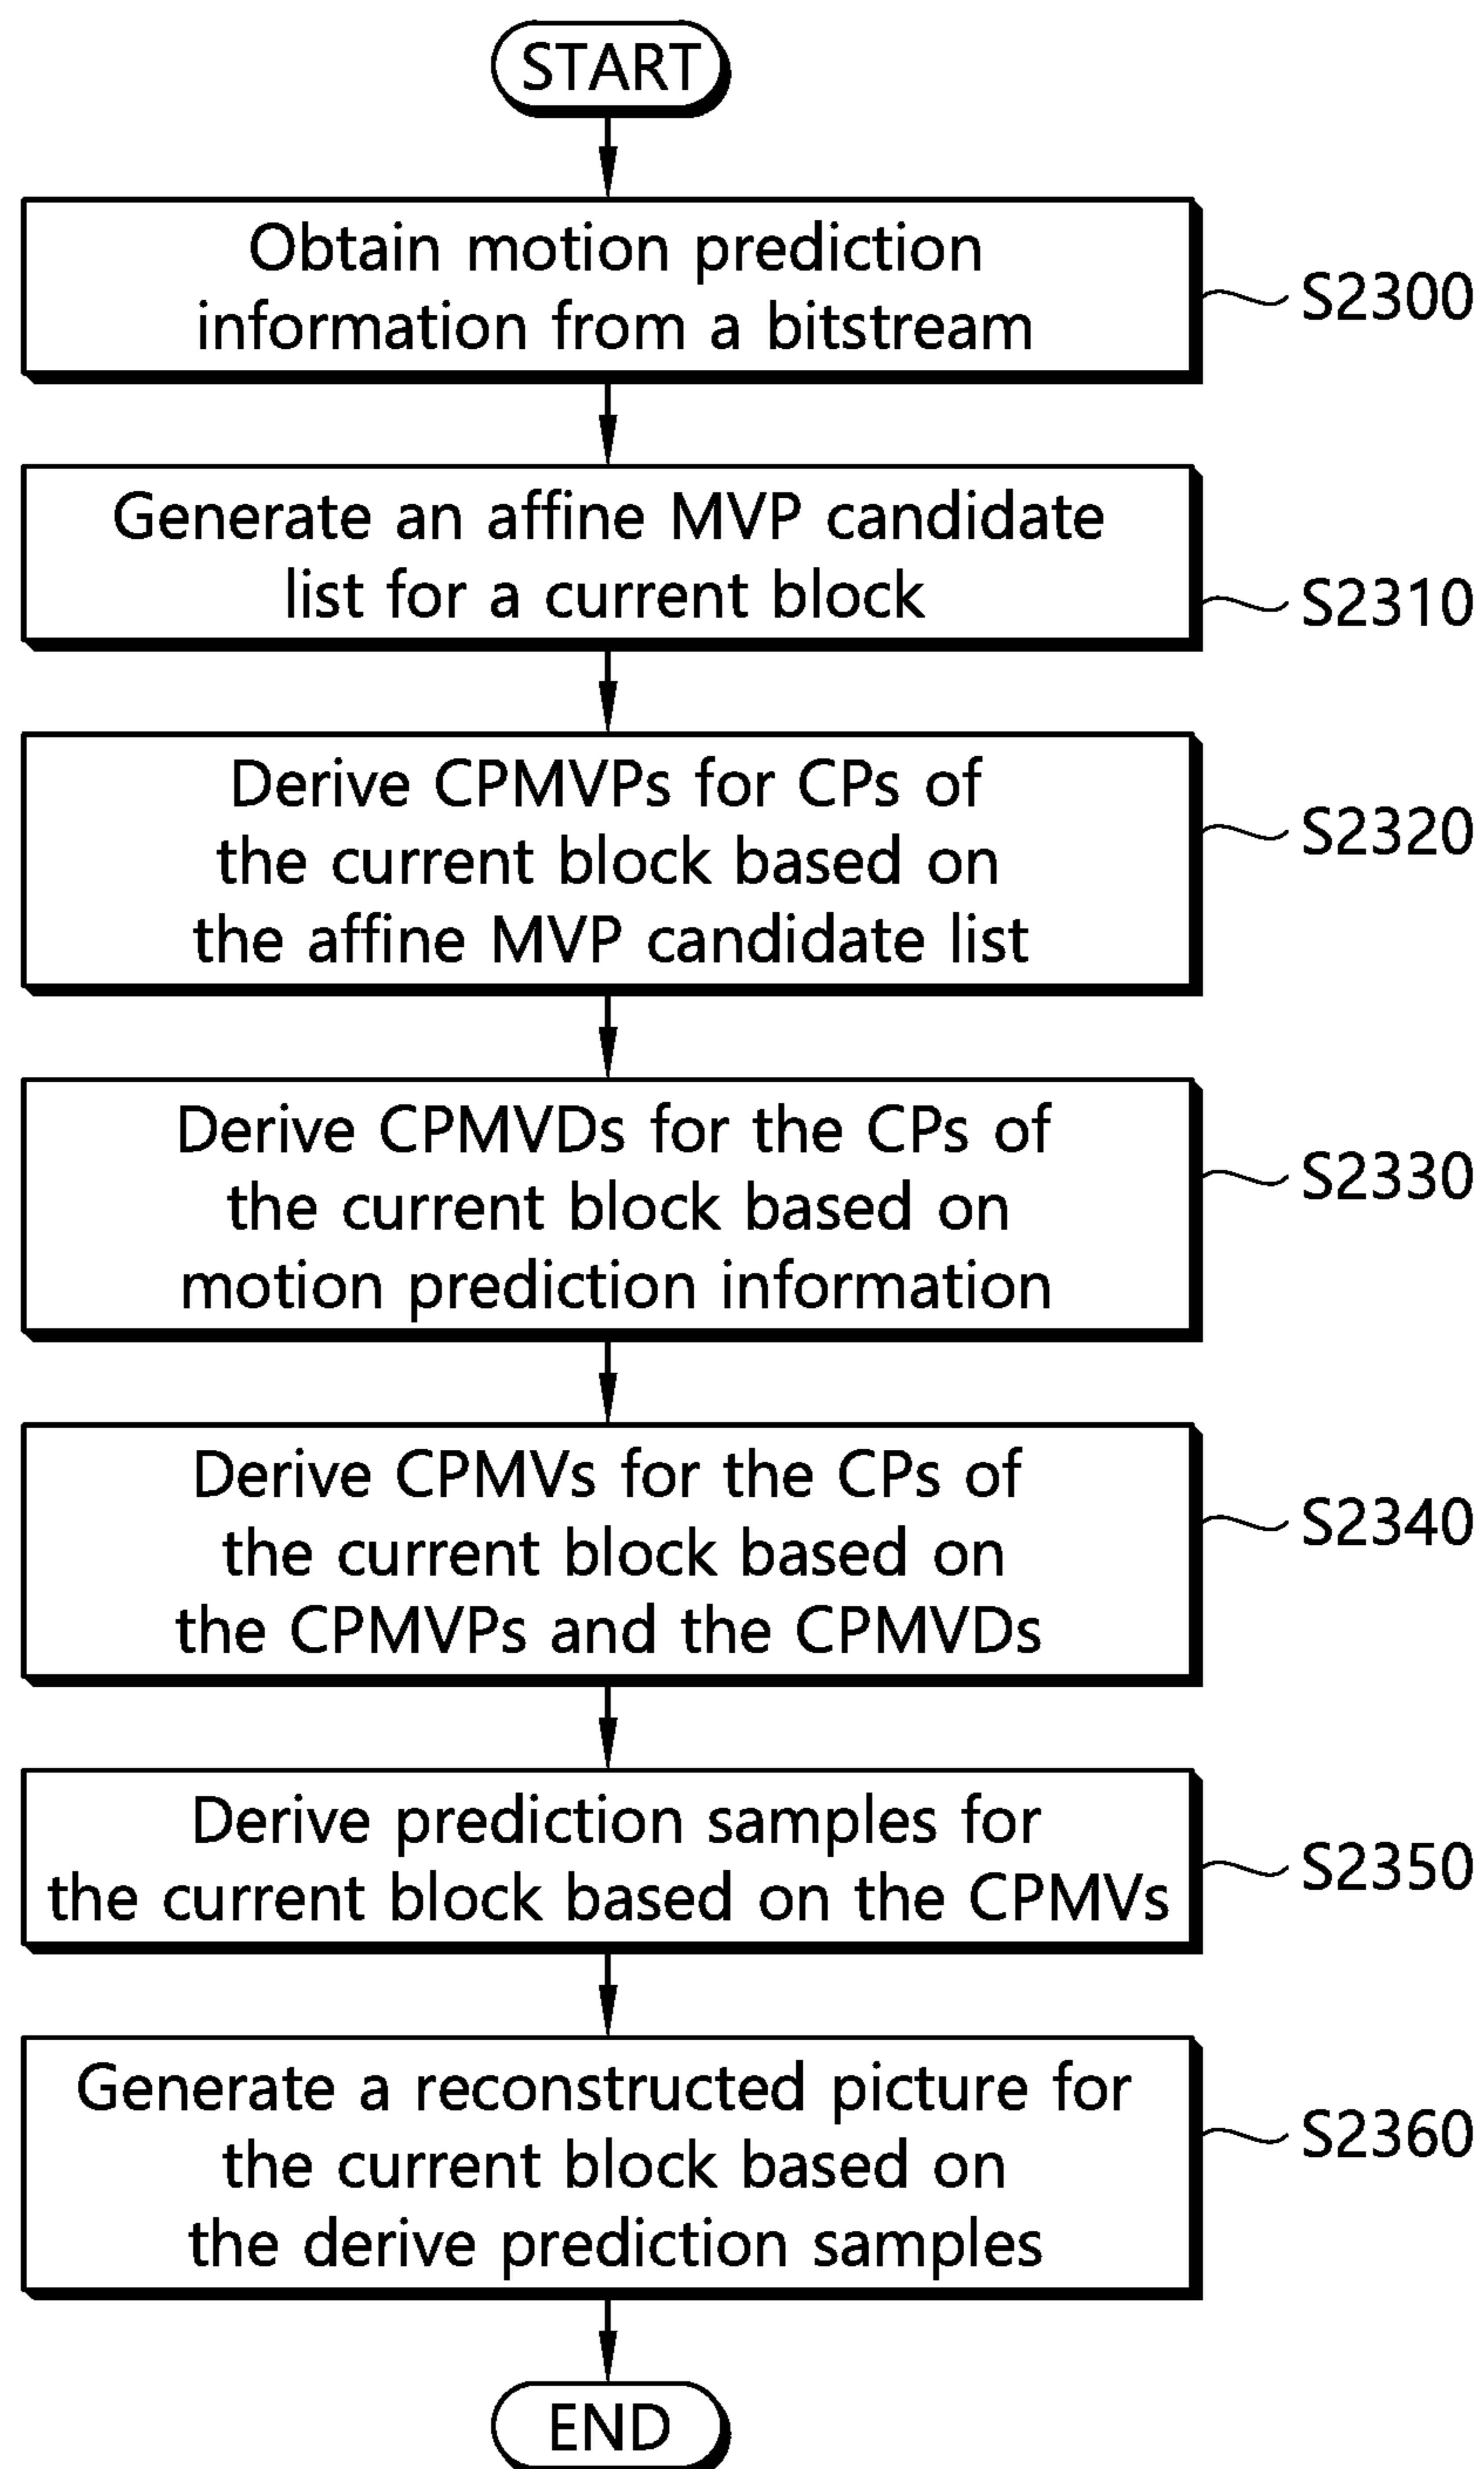 START
Obtain motion prediction
information from a bitstream
S2300
Generate an affine MVP candidate
list for a current block
S2310
Derive CPMVPs for CPs of
the current block based on
the affine MVP candidate list
S2320
Derive CPMVDs for the CPs of
the current block based on
motion prediction information
S2330
Derive CPMVs for the CPs of
the current block based on
the CPMVPs and the CPMVDs
S2340
Derive prediction samples for
the current block based on the CPMVs
S2350
Generate a reconstructed picture for
the current block based on
the derive prediction samples
S2360
END